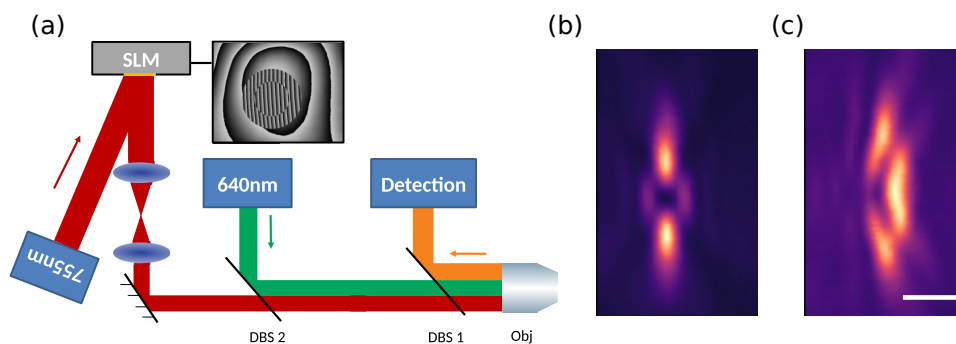 (a)
(b)
(c)
SLM
640nm
Detection
755nm
DBS 2
DBS 1
Obj